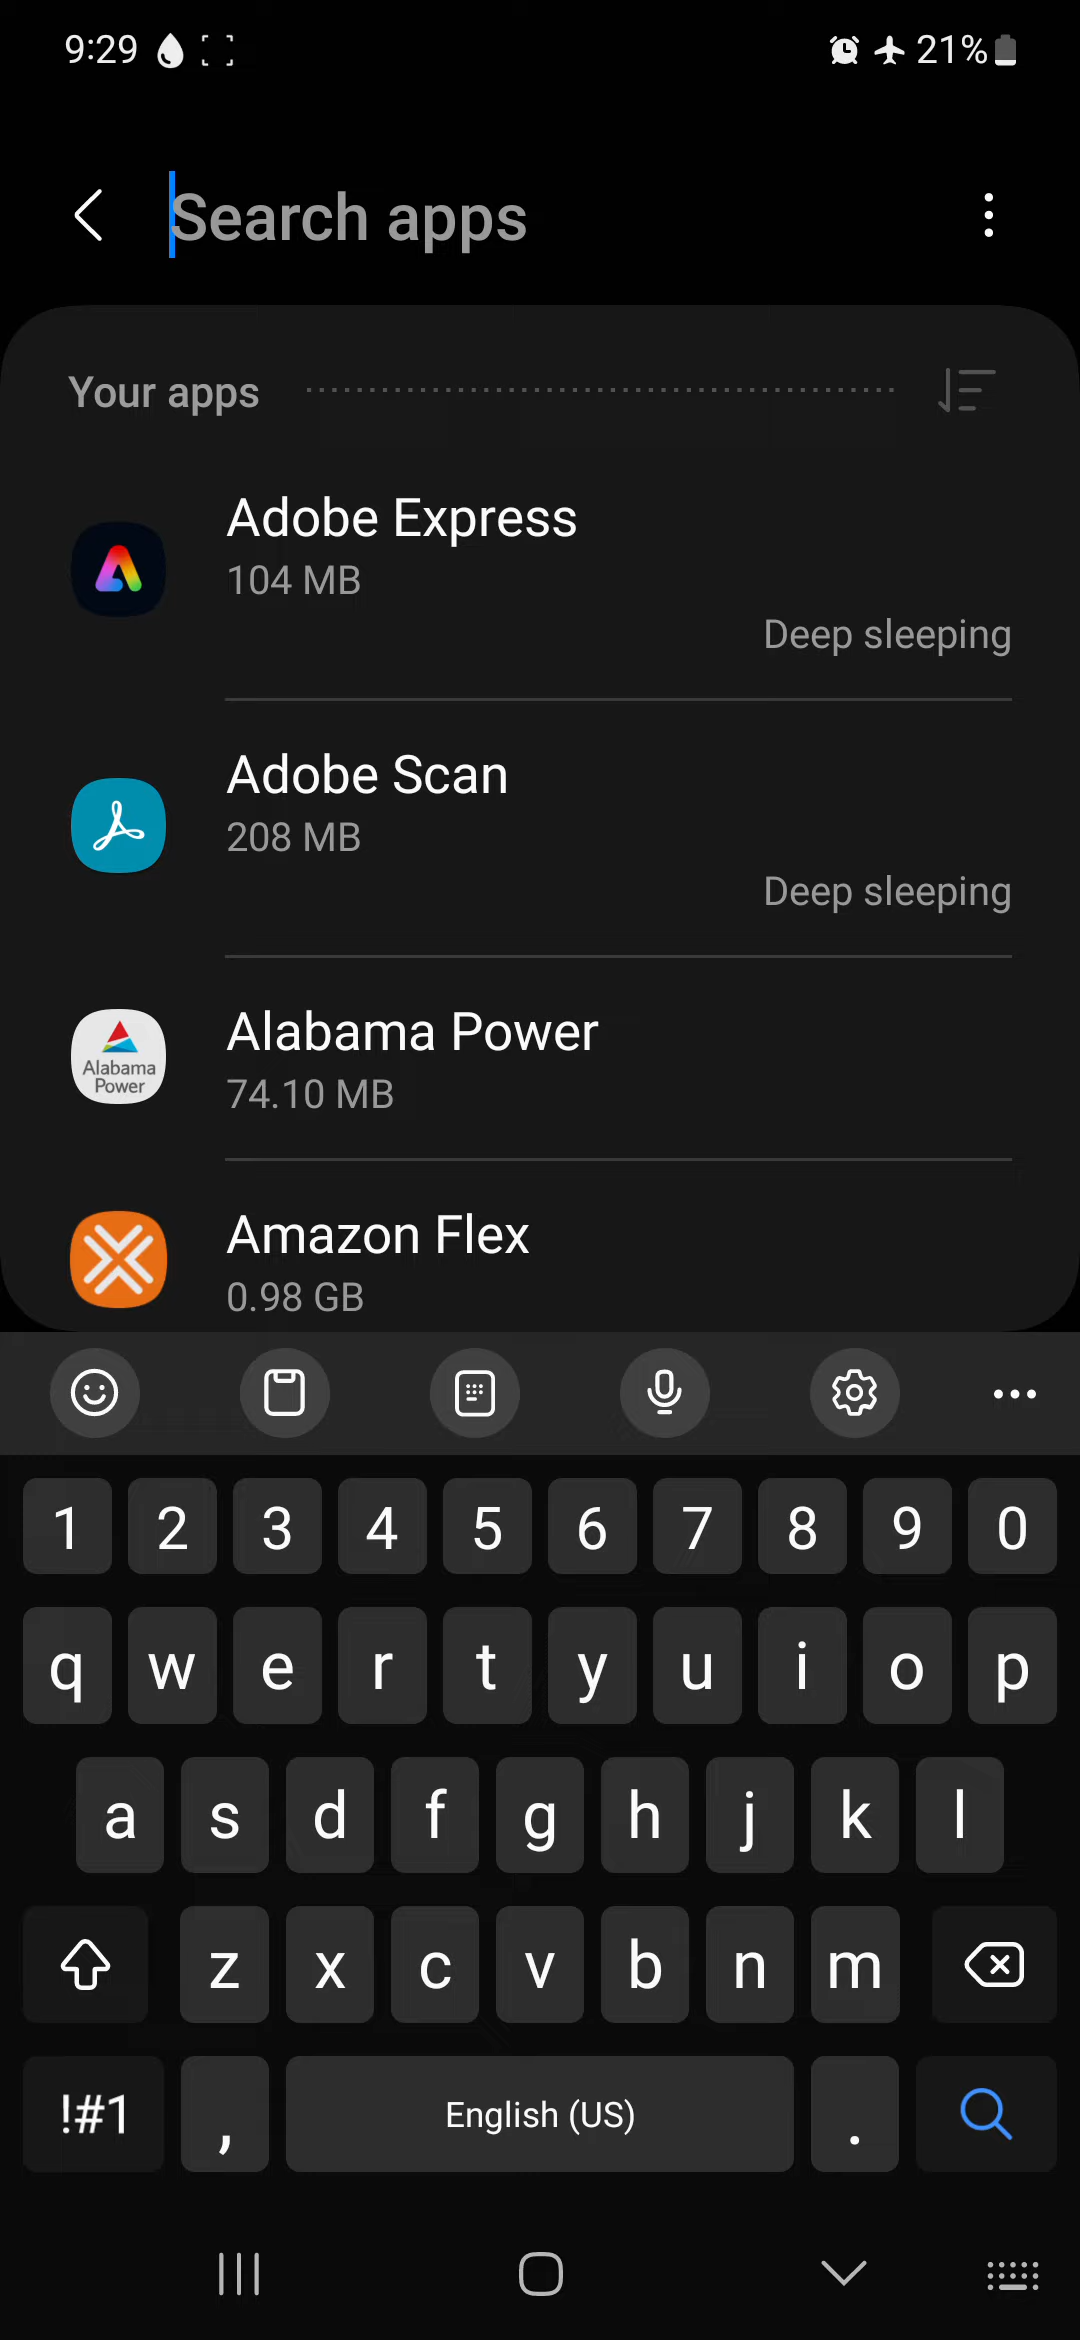 9:29 21%
Search apps
Your apps
Adobe Express
104 MB
Deep sleeping
Adobe Scan
208 MB
Deep sleeping
Alabama
Power
Alabama Power
74.10 MB
Amazon Flex
0.98 GB
1 2 3 4 5 6 7 8 9 0
q w e r t y u i o p
a s d f g h j k l
z x c v b n m
!#1 , English (US) .